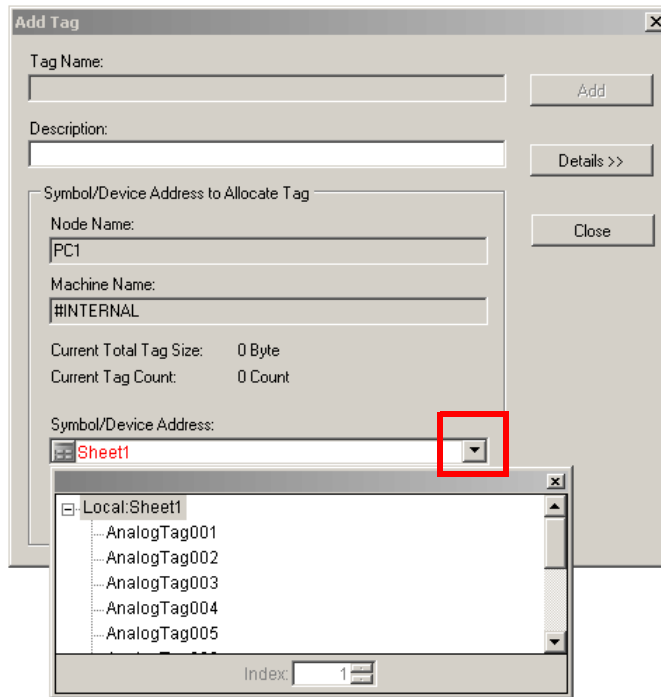 Add Tag
Tag Name:
Add
Description:
Details >>
Symbol/Device Address to Allocate Tag
Node Name:
PC1
Close
Machine Name:
#INTERNAL
Current Total Tag Size: 0 Byte
Current Tag Count: 0 Count
Symbol/Device Address:
Sheet1
Local:Sheet1
AnalogTag001
AnalogTag002
AnalogTag003
AnalogTag004
AnalogTag005
Index: 1